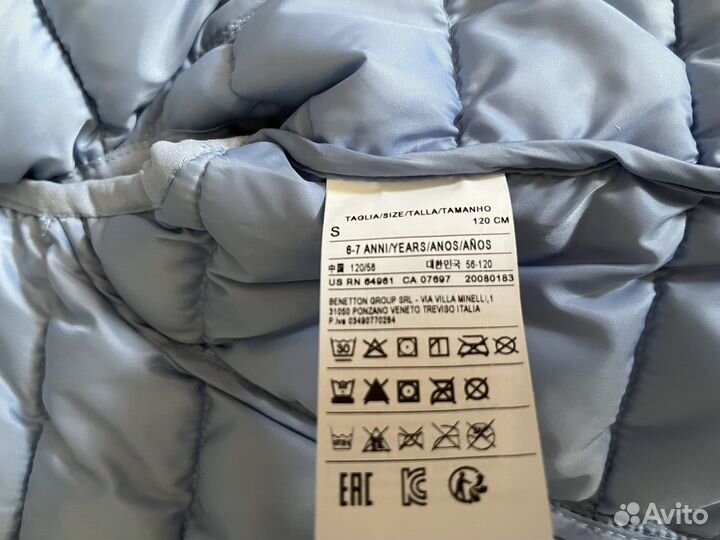 TAGLIA/SIZE/TALLA/TAMANHO
S 120 CM
6-7 ANNI/YEARS/ANOS/AÑOS
中国 120/56 대한민국 56-120
US RN 64961 CA 07697 20080183
BENETTON GROUP SRL - VIA VILLA MINELLI,1
31050 PONZANO VENETO TREVISO ITALIA
P.Iva 03490770264
30
EAC
Avito